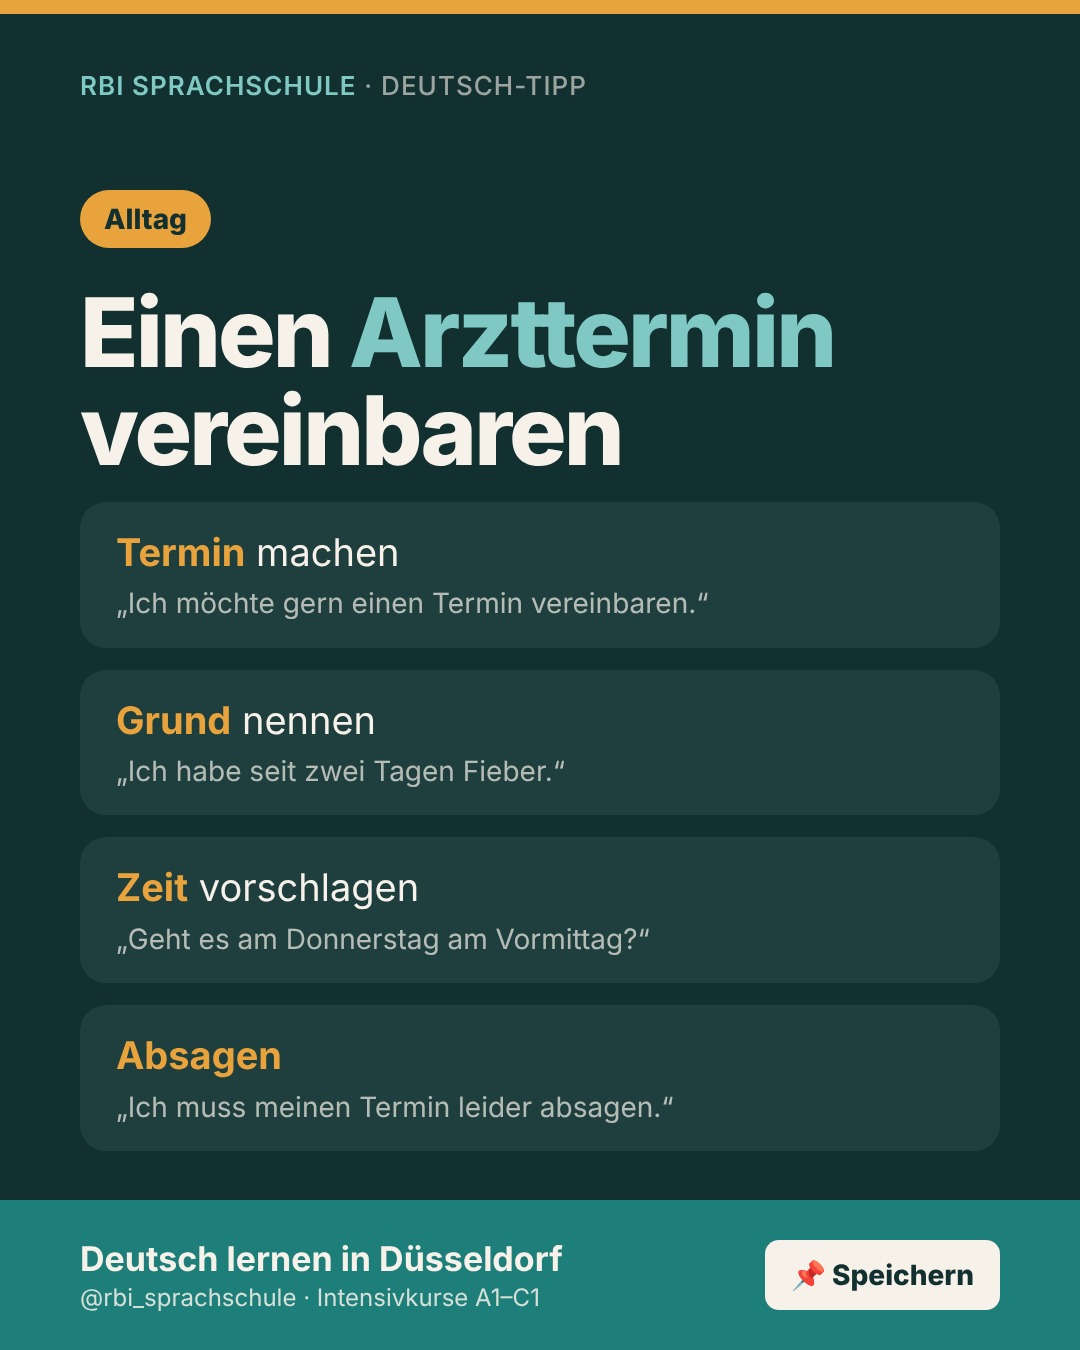 RBI SPRACHSCHULE · DEUTSCH-TIPP
Alltag
Einen Arzttermin
vereinbaren
Termin machen
„Ich möchte gern einen Termin vereinbaren.“
Grund nennen
„Ich habe seit zwei Tagen Fieber.“
Zeit vorschlagen
„Geht es am Donnerstag am Vormittag?“
Absagen
„Ich muss meinen Termin leider absagen.“
Deutsch lernen in Düsseldorf
@rbi_sprachschule · Intensivkurse A1–C1
📌 Speichern